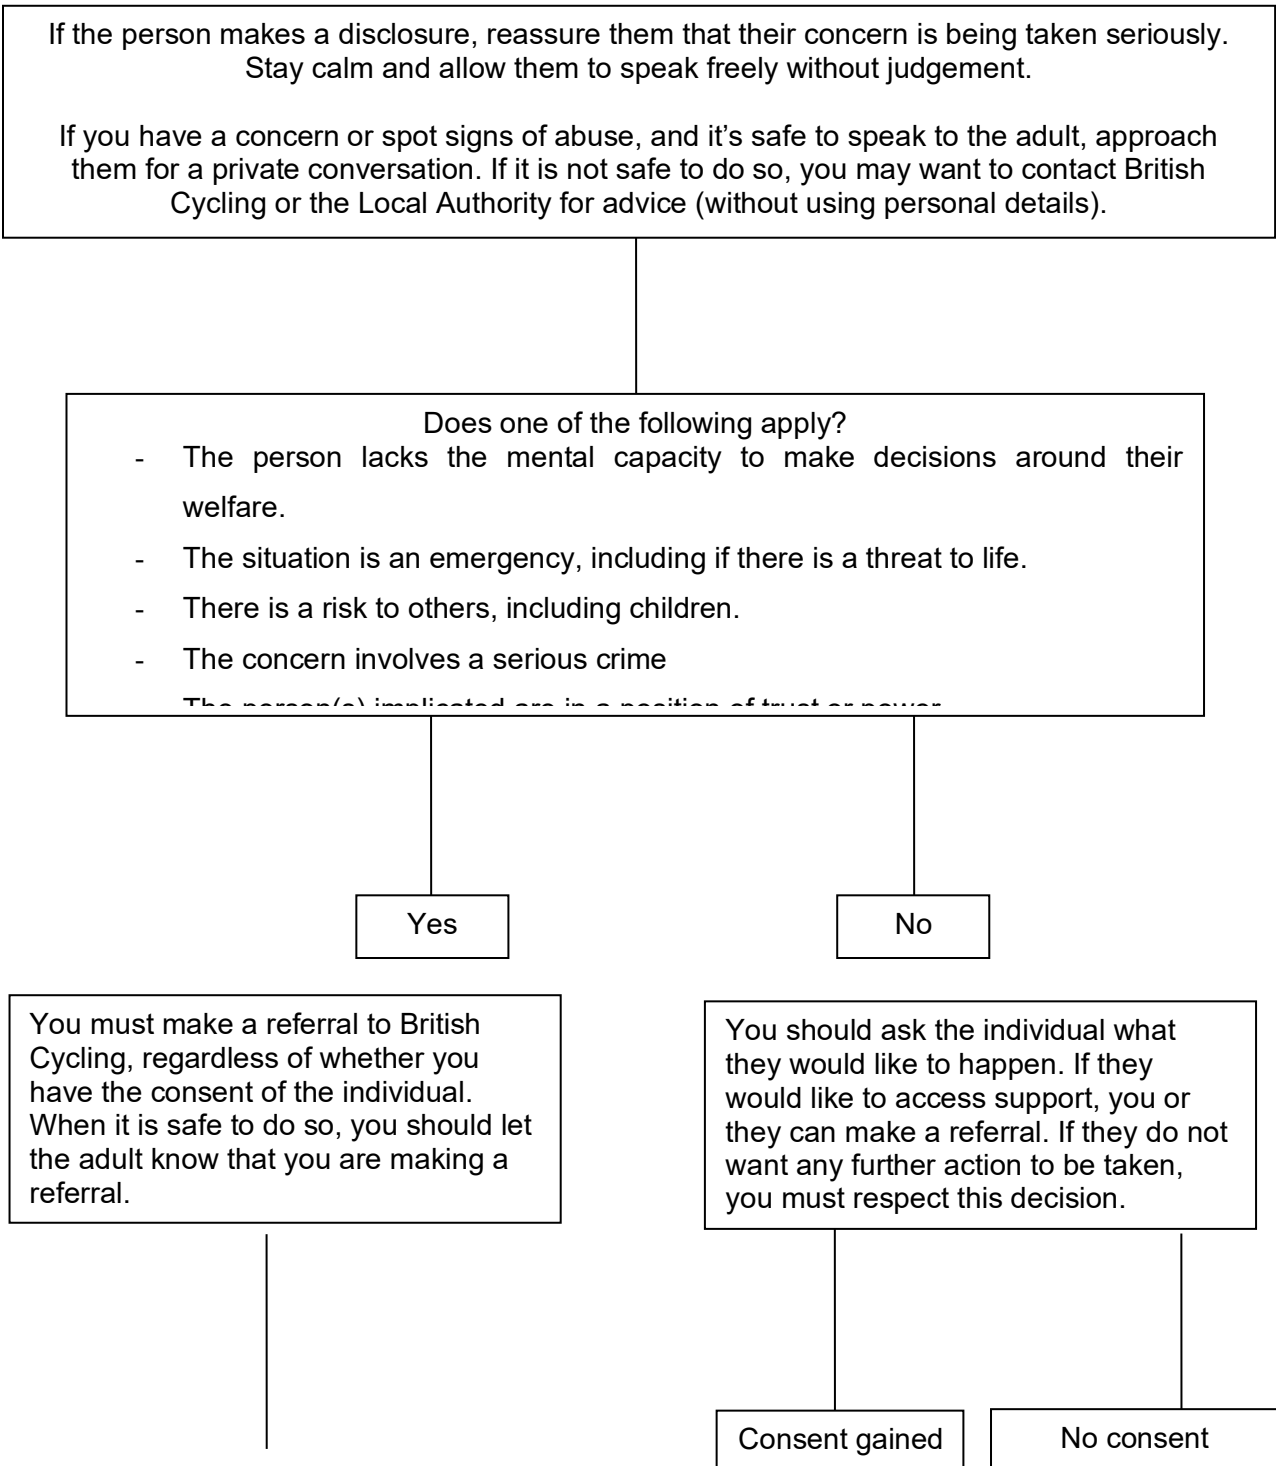 If the person makes a disclosure, reassure them that their concern is being taken seriously.
Stay calm and allow them to speak freely without judgement.
If you have a concern or spot signs of abuse, and it’s safe to speak to the adult, approach
them for a private conversation. If it is not safe to do so, you may want to contact British
Cycling or the Local Authority for advice (without using personal details).
Does one of the following apply?
- The person lacks the mental capacity to make decisions around their
welfare.
- The situation is an emergency, including if there is a threat to life.
- There is a risk to others, including children.
- The concern involves a serious crime
The person(s) implicated are in a position of trust or power
Yes
No
You must make a referral to British
Cycling, regardless of whether you
have the consent of the individual.
When it is safe to do so, you should let
the adult know that you are making a
referral.
You should ask the individual what
they would like to happen. If they
would like to access support, you or
they can make a referral. If they do not
want any further action to be taken,
you must respect this decision.
Consent gained
No consent